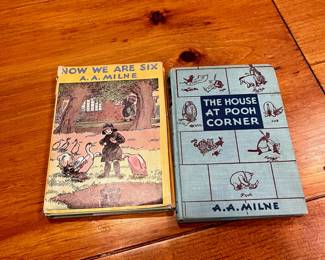 NOW WE ARE SIX
A. A. MILNE
THE HOUSE
AT POOH
CORNER
A.A. MILNE